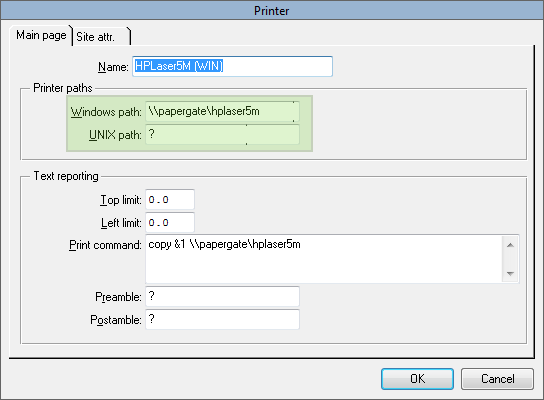 Printer
Main page Site attr.
Name: HPLaser5M (WIN)
Printer paths
Windows path: \\papergate\hplaser5m
UNIX path: ?
Text reporting
Top limit: 0.0
Left limit: 0.0
Print command: copy &1 \\papergate\hplaser5m
Preamble: ?
Postamble: ?
OK Cancel